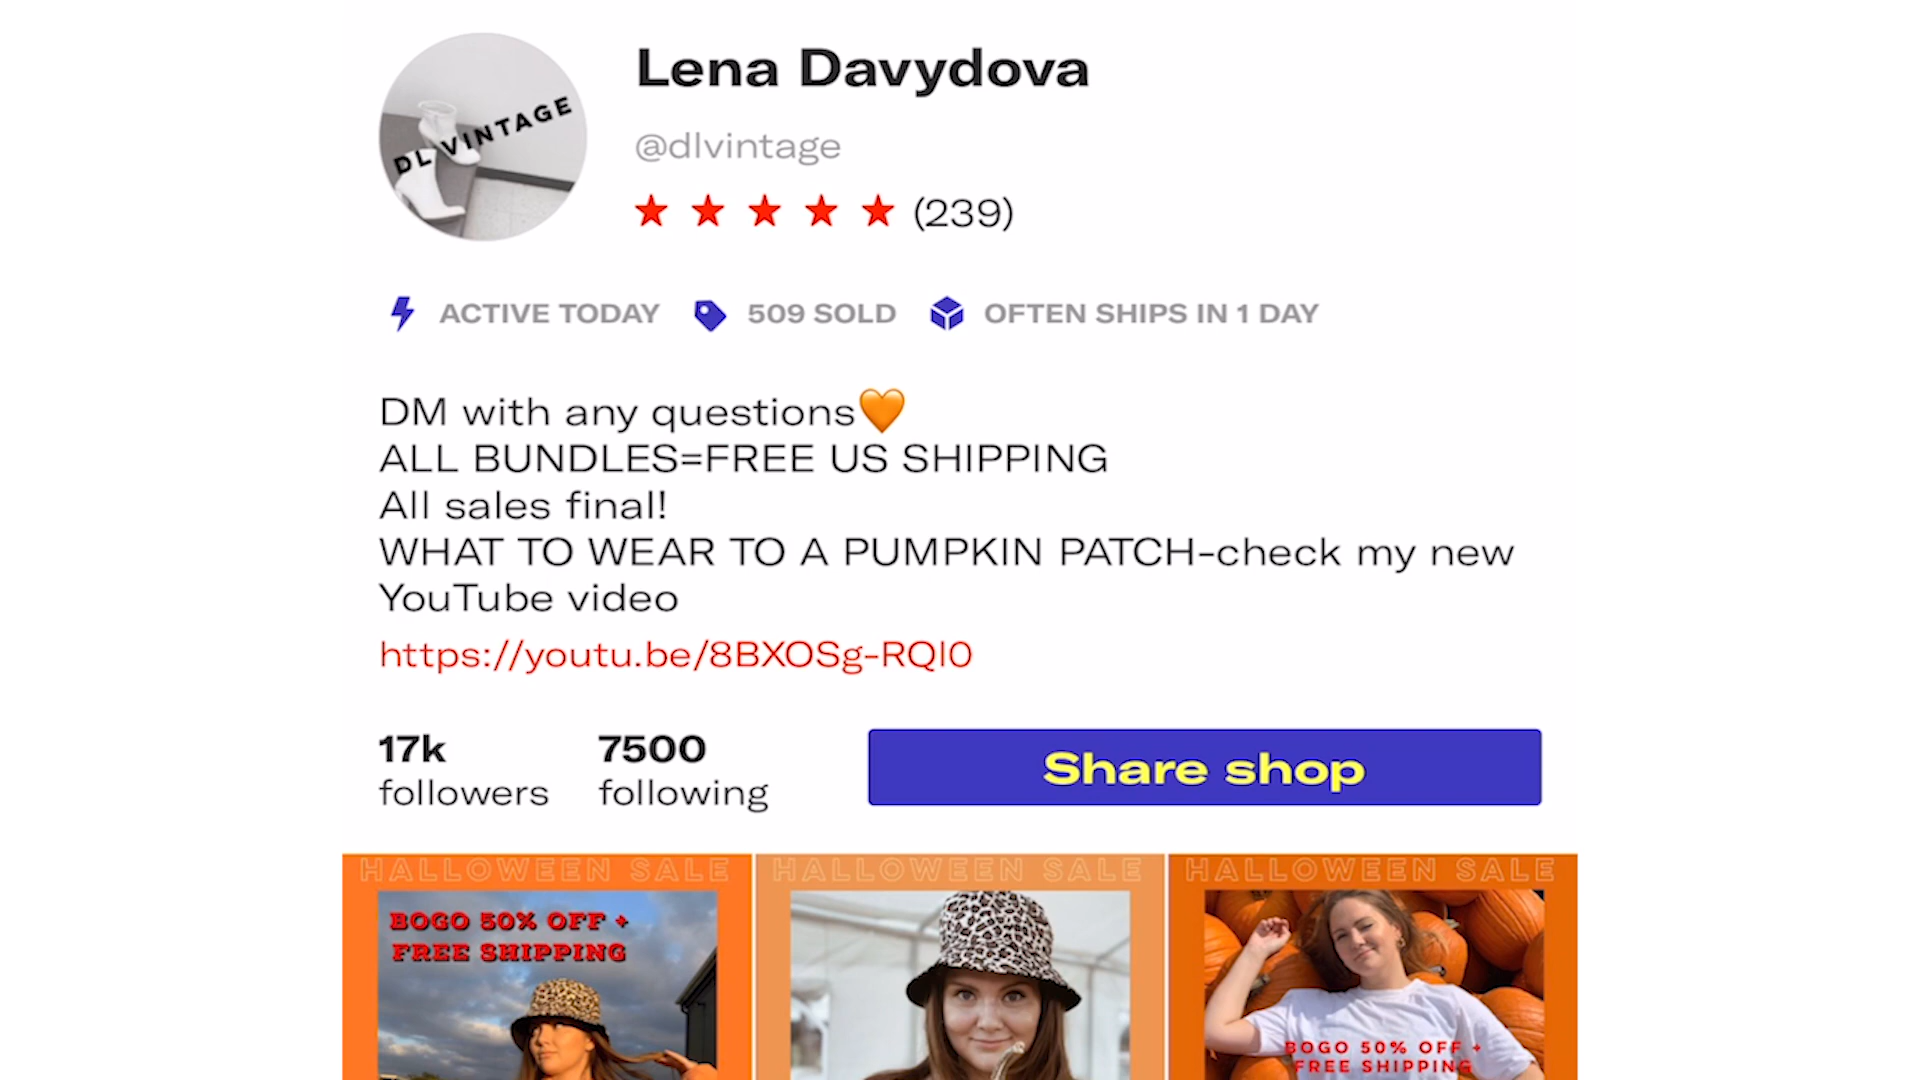 DL VINTAGE
Lena Davydova
@dlvintage
(239)
ACTIVE TODAY 509 SOLD OFTEN SHIPS IN 1 DAY
DM with any questions🧡
ALL BUNDLES=FREE US SHIPPING
All sales final!
WHAT TO WEAR TO A PUMPKIN PATCH-check my new
YouTube video
https://youtu.be/8BXOSg-RQI0
17k 7500
followers following
Share shop
HALLOWEEN SALE
BOGO 50% OFF +
FREE SHIPPING
HALLOWEEN SALE
HALLOWEEN SALE
BOGO 50% OFF +
FREE SHIPPING